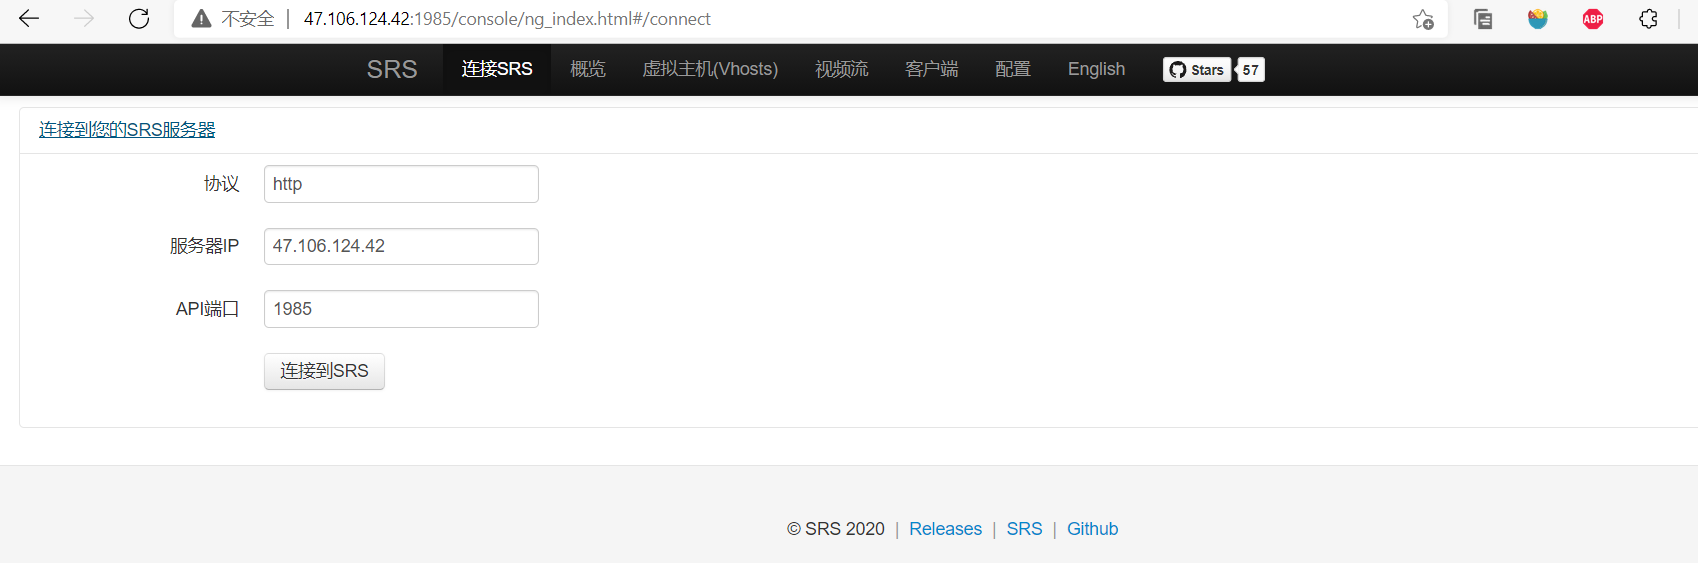 不安全 | 47.106.124.42:1985/console/ng_index.html#/connect ABP
SRS 连接SRS 概览 虚拟主机(Vhosts) 视频流 客户端 配置 English Stars 57
连接到您的SRS服务器
协议 http
服务器IP 47.106.124.42
API端口 1985
连接到SRS
© SRS 2020 | Releases | SRS | Github